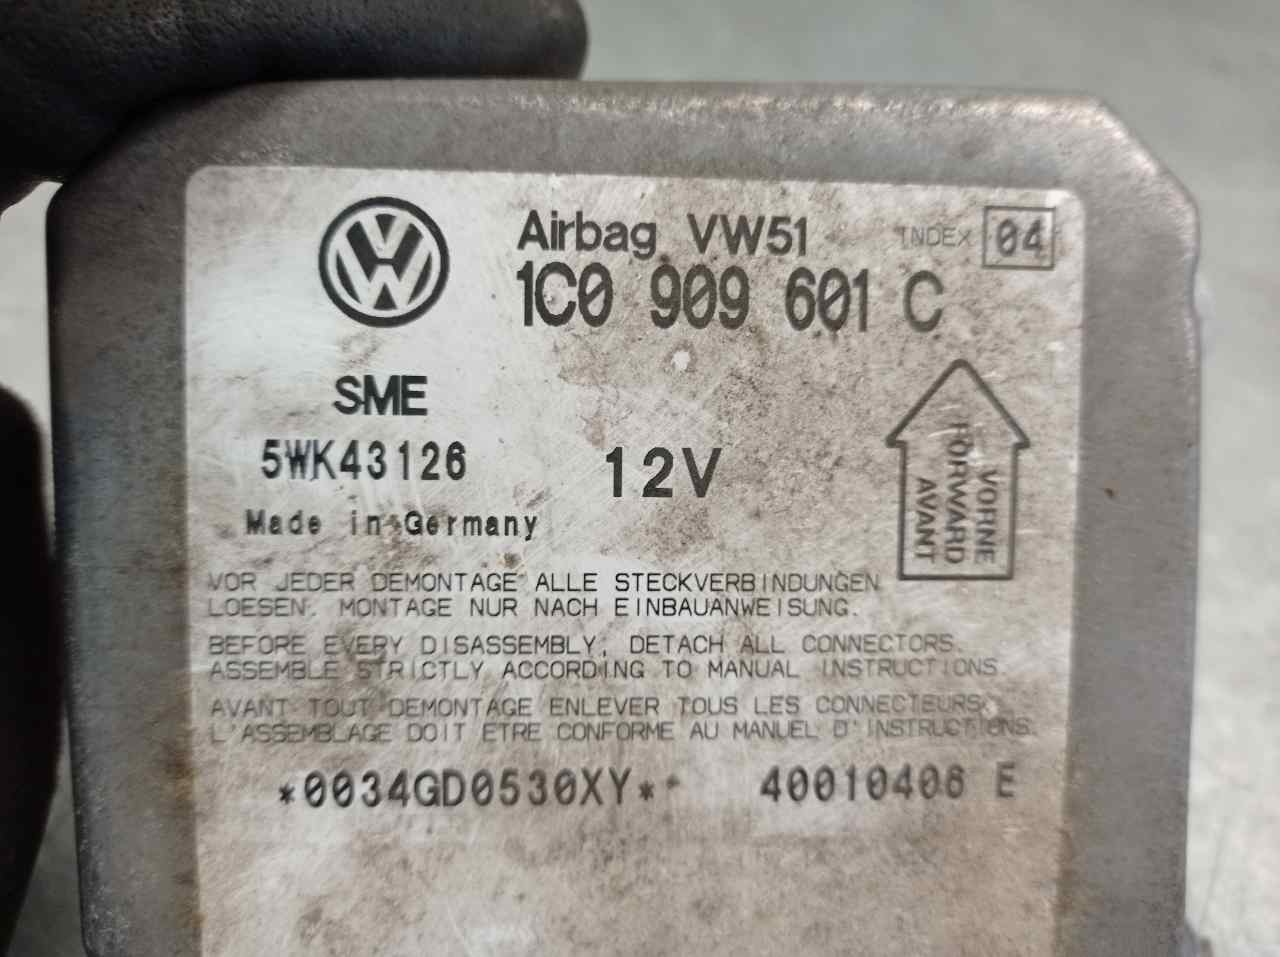 Airbag VW51 INDEX 04
1C0 909 601 C
SME
5WK43126
12V
Made in Germany
VORNE
FORWARD
AVANT
VOR JEDER DEMONTAGE ALLE STECKVERBINDUNGEN
LOESEN. MONTAGE NUR NACH EINBAUANWEISUNG.
BEFORE EVERY DISASSEMBLY, DETACH ALL CONNECTORS.
ASSEMBLE STRICTLY ACCORDING TO MANUAL INSTRUCTIONS.
AVANT TOUT DEMONTAGE ENLEVER TOUS LES CONNECTEURS.
L'ASSEMBLAGE DOIT ETRE CONFORME AU MANUEL D'INSTRUCTIONS.
*0034GD0530XY* 40010406 E